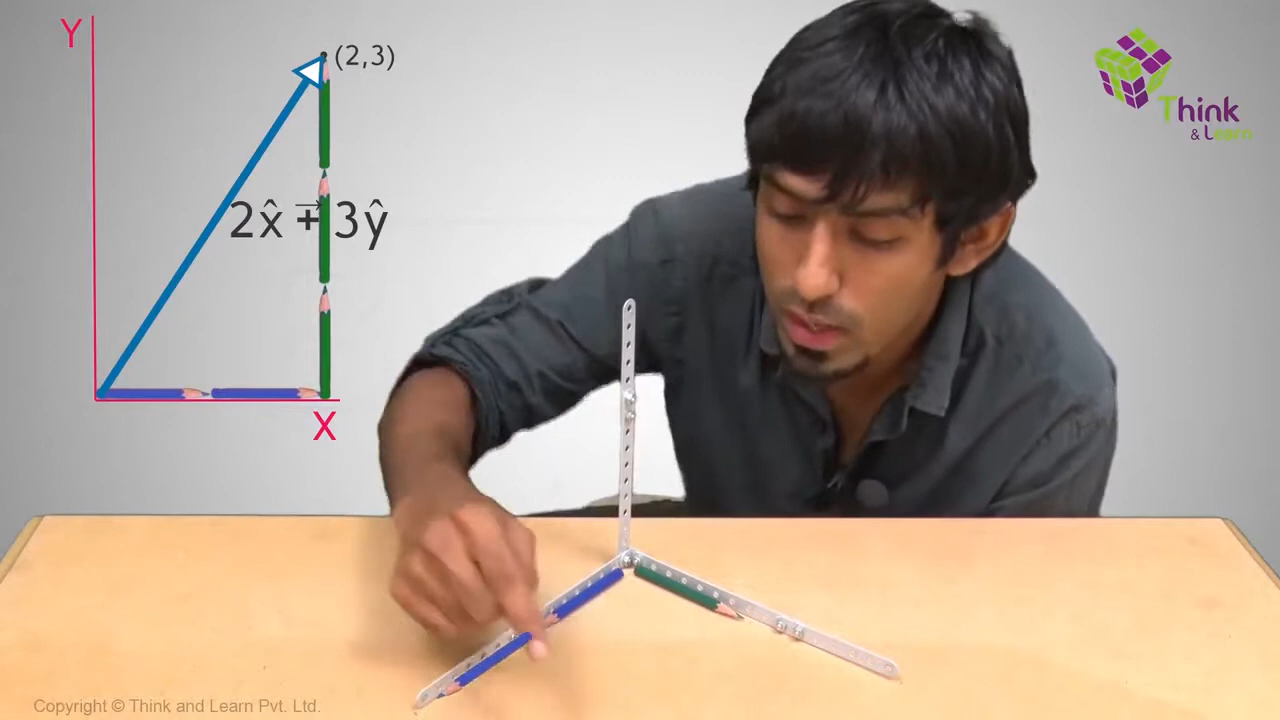 Y
(2,3)
2x̂ + 3ŷ
X
Think
& Learn
Copyright © Think and Learn Pvt. Ltd.